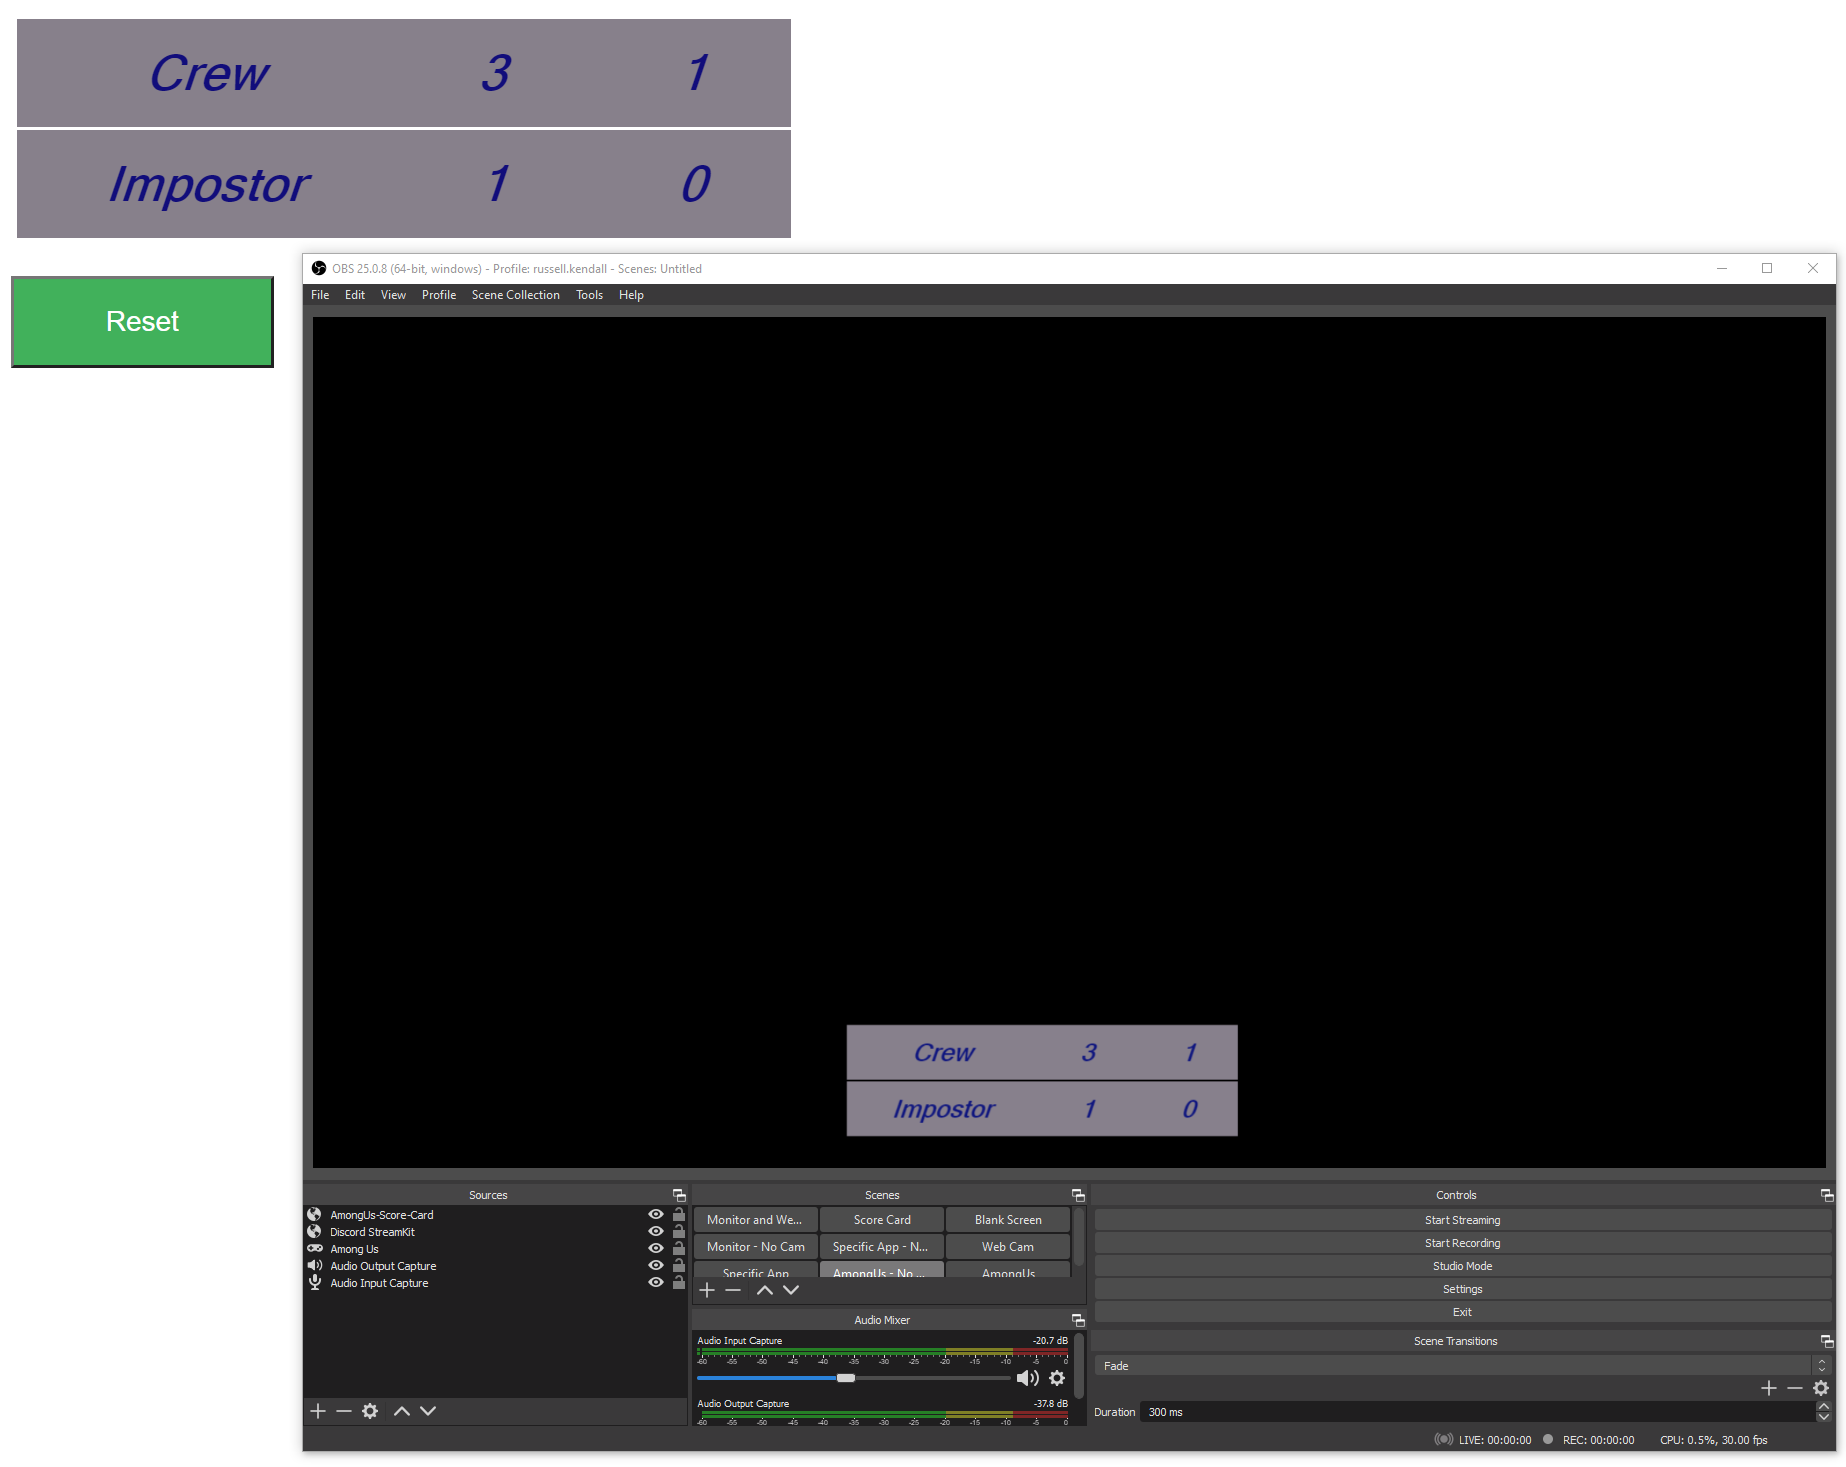 Crew 3 1
Impostor 1 0
Reset
OBS 25.0.8 (64-bit, windows) - Profile: russell.kendall - Scenes: Untitled
File Edit View Profile Scene Collection Tools Help
Crew 3 1
Impostor 1 0
Sources
AmongUs-Score-Card
Discord StreamKit
Among Us
Audio Output Capture
Audio Input Capture
Scenes
Monitor and We... Score Card Blank Screen
Monitor - No Cam Specific App - N... Web Cam
Specific App AmongUs - No ... AmongUs
Audio Mixer
Audio Input Capture -20.7 dB
-60 -55 -50 -45 -40 -35 -30 -25 -20 -15 -10 -5 0
Audio Output Capture -37.8 dB
-60 -55 -50 -45 -40 -35 -30 -25 -20 -15 -10 -5 0
Controls
Start Streaming
Start Recording
Studio Mode
Settings
Exit
Scene Transitions
Fade
Duration 300 ms
LIVE: 00:00:00 REC: 00:00:00 CPU: 0.5%, 30.00 fps